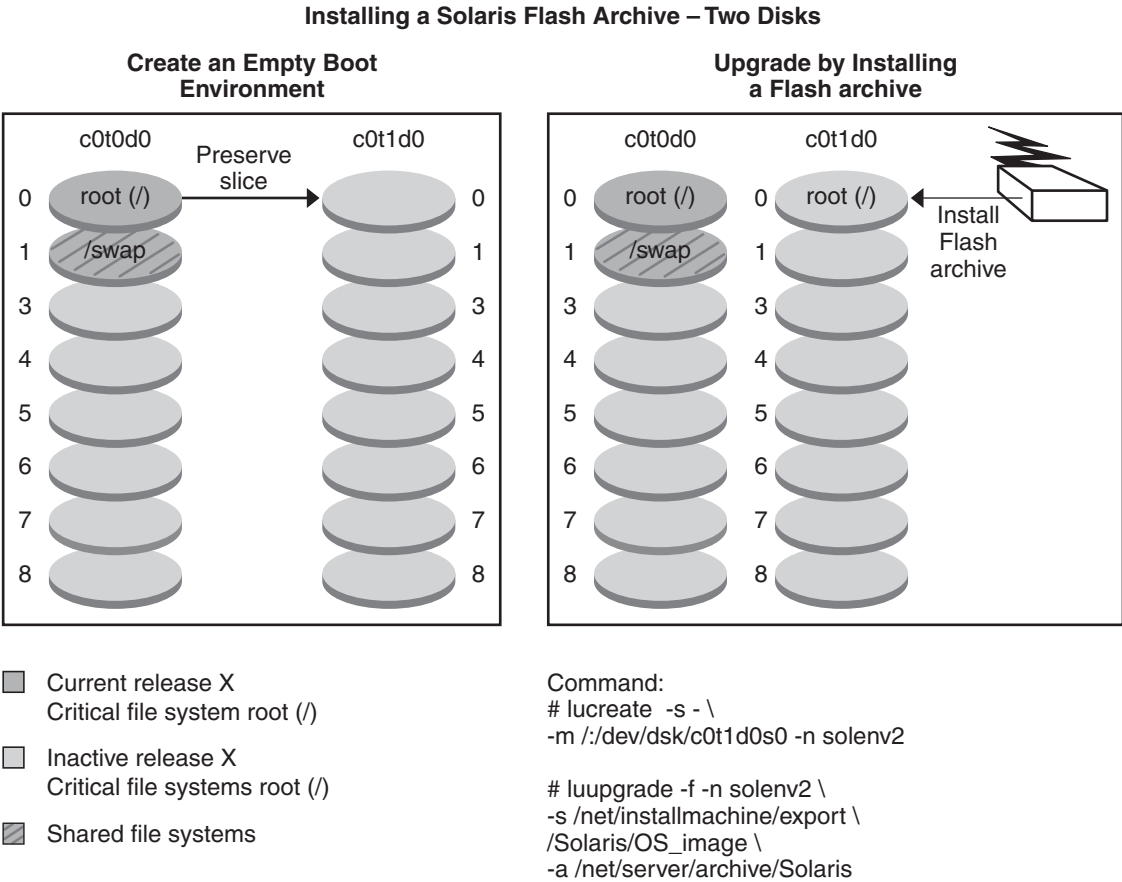 Installing a Solaris Flash Archive – Two Disks
Create an Empty Boot
Environment
c0t0d0
c0t1d0
Preserve
slice
0 root (/) 0
1 /swap 1
3 3
4 4
5 5
6 6
7 7
8 8
Upgrade by Installing
a Flash archive
c0t0d0
c0t1d0
0 root (/) 0 root (/)
Install
Flash
archive
1 /swap 1
3 3
4 4
5 5
6 6
7 7
8 8
Current release X
Critical file system root (/)
Inactive release X
Critical file systems root (/)
Shared file systems
Command:
# lucreate -s - \
-m /:/dev/dsk/c0t1d0s0 -n solenv2
# luupgrade -f -n solenv2 \
-s /net/installmachine/export \
/Solaris/OS_image \
-a /net/server/archive/Solaris